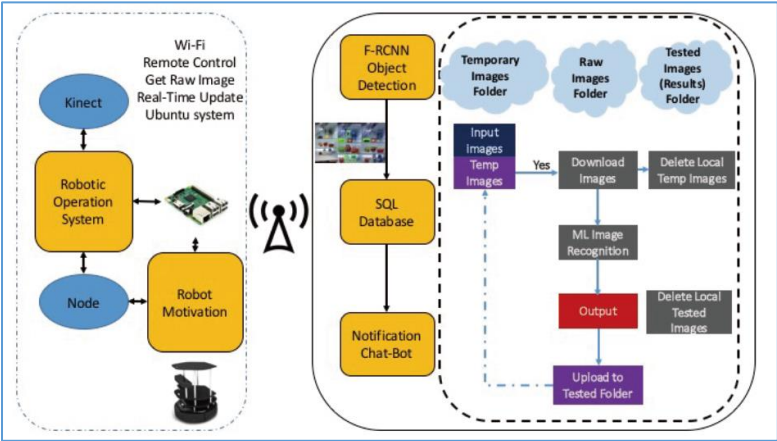 Wi-Fi
Remote Control
Get Raw Image
Real-Time Update
Ubuntu system
Kinect
Robotic
Operation
System
Node
Robot
Motivation
F-RCNN
Object
Detection
SQL
Database
Notification
Chat-Bot
Temporary
Images
Folder
Raw
Images
Folder
Tested
Images
(Results)
Folder
Input
Images
Temp
Images
Yes
Download
Images
Delete Local
Temp Images
ML Image
Recognition
Output
Delete Local
Tested
Images
Upload to
Tested Folder